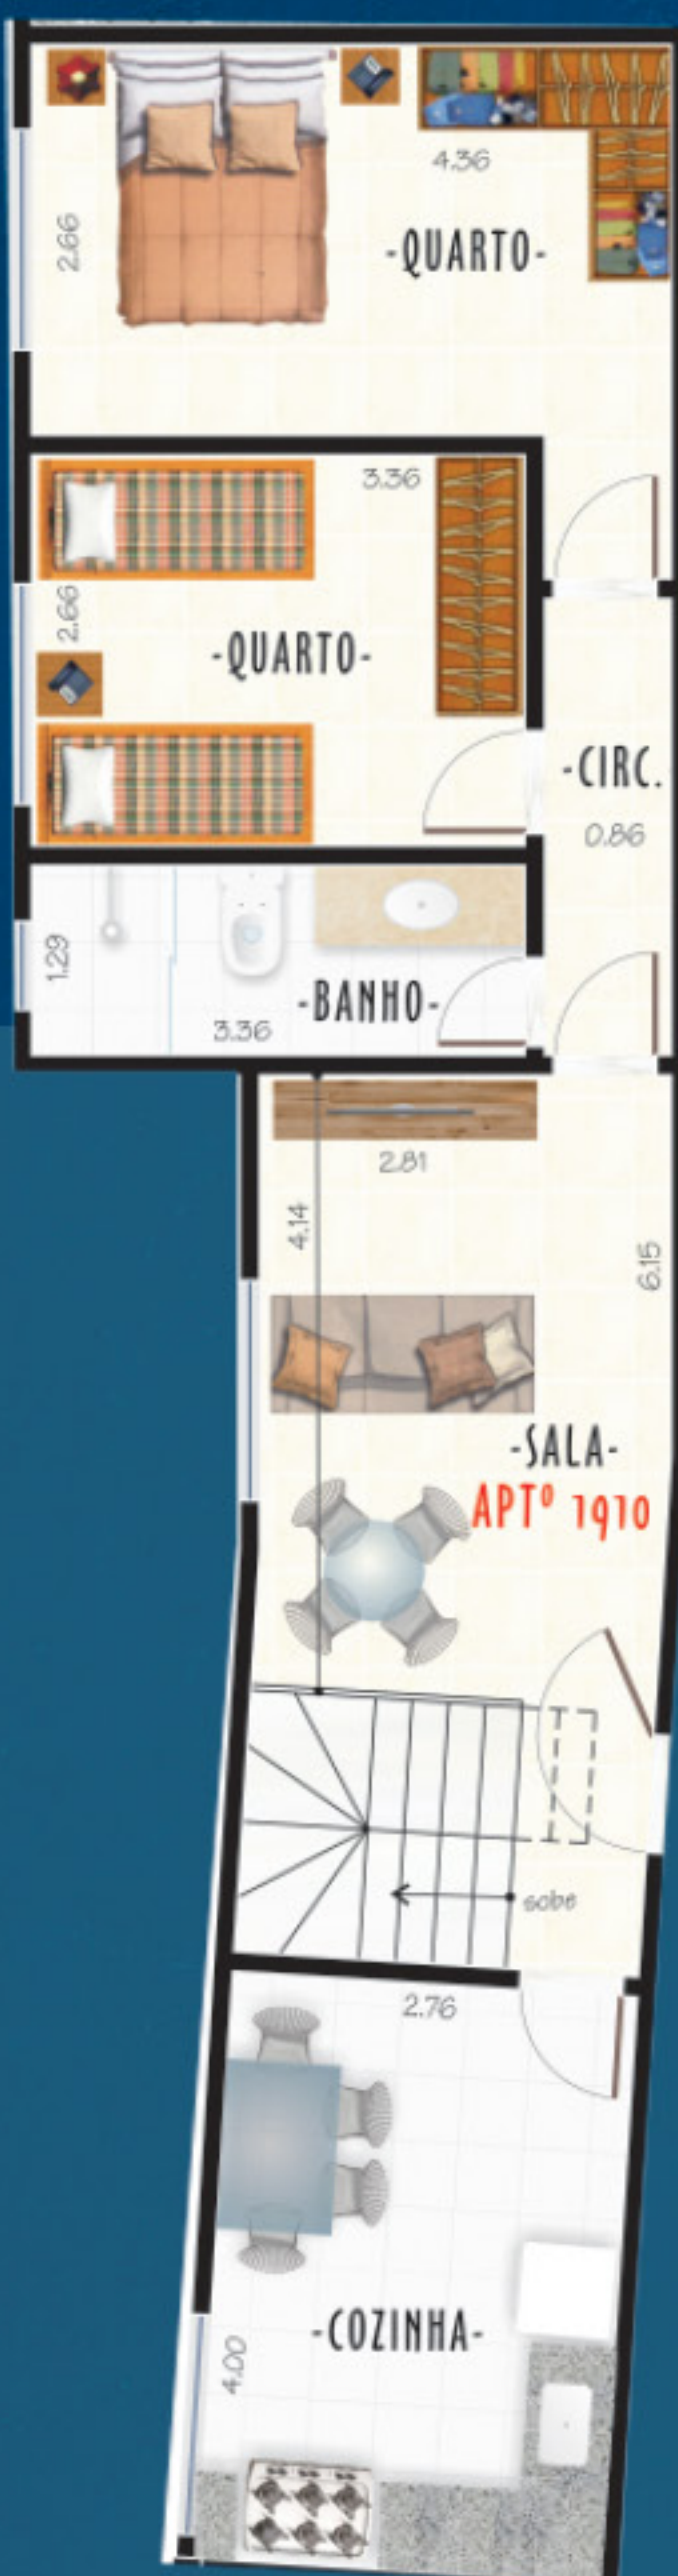 4.36
2.66
-QUARTO-
3.36
2.66
-QUARTO-
-CIRC.
0.86
1.29
-BANHO-
3.36
2.81
4.14
6.15
-SALA-
APTº 1910
sobe
2.76
-COZINHA-
4.00